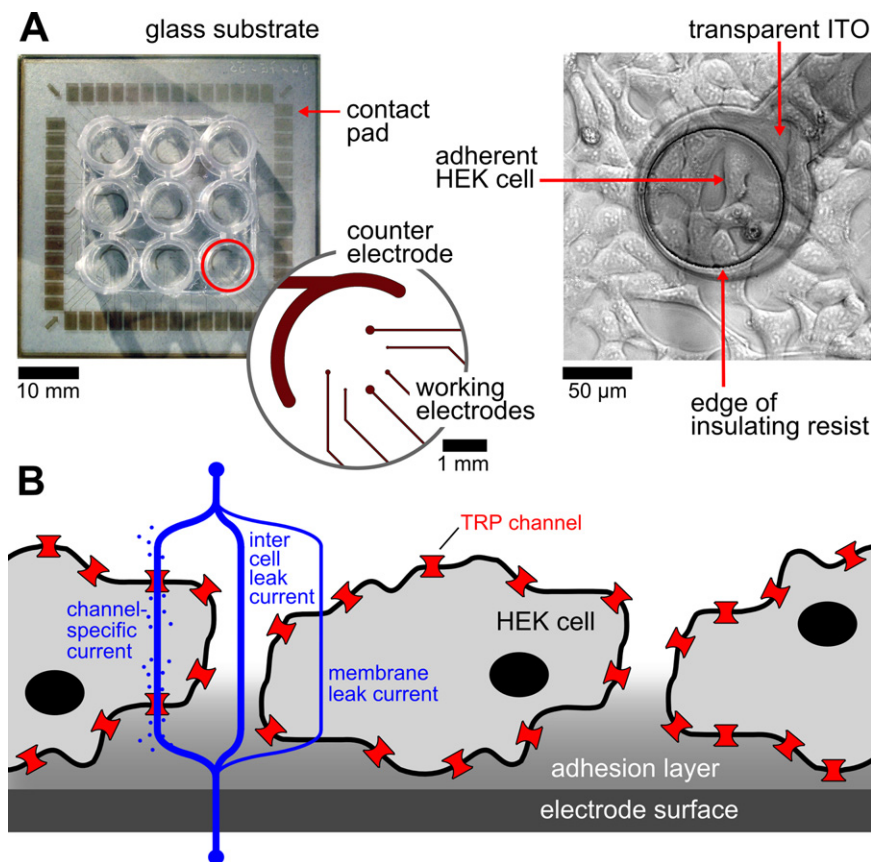 A
glass substrate
transparent ITO
contact
pad
adherent
HEK cell
counter
electrode
working
electrodes
10 mm
1 mm
50 µm
edge of
insulating resist
B
TRP channel
inter
cell
leak
current
channel-
specific
current
HEK cell
membrane
leak current
adhesion layer
electrode surface